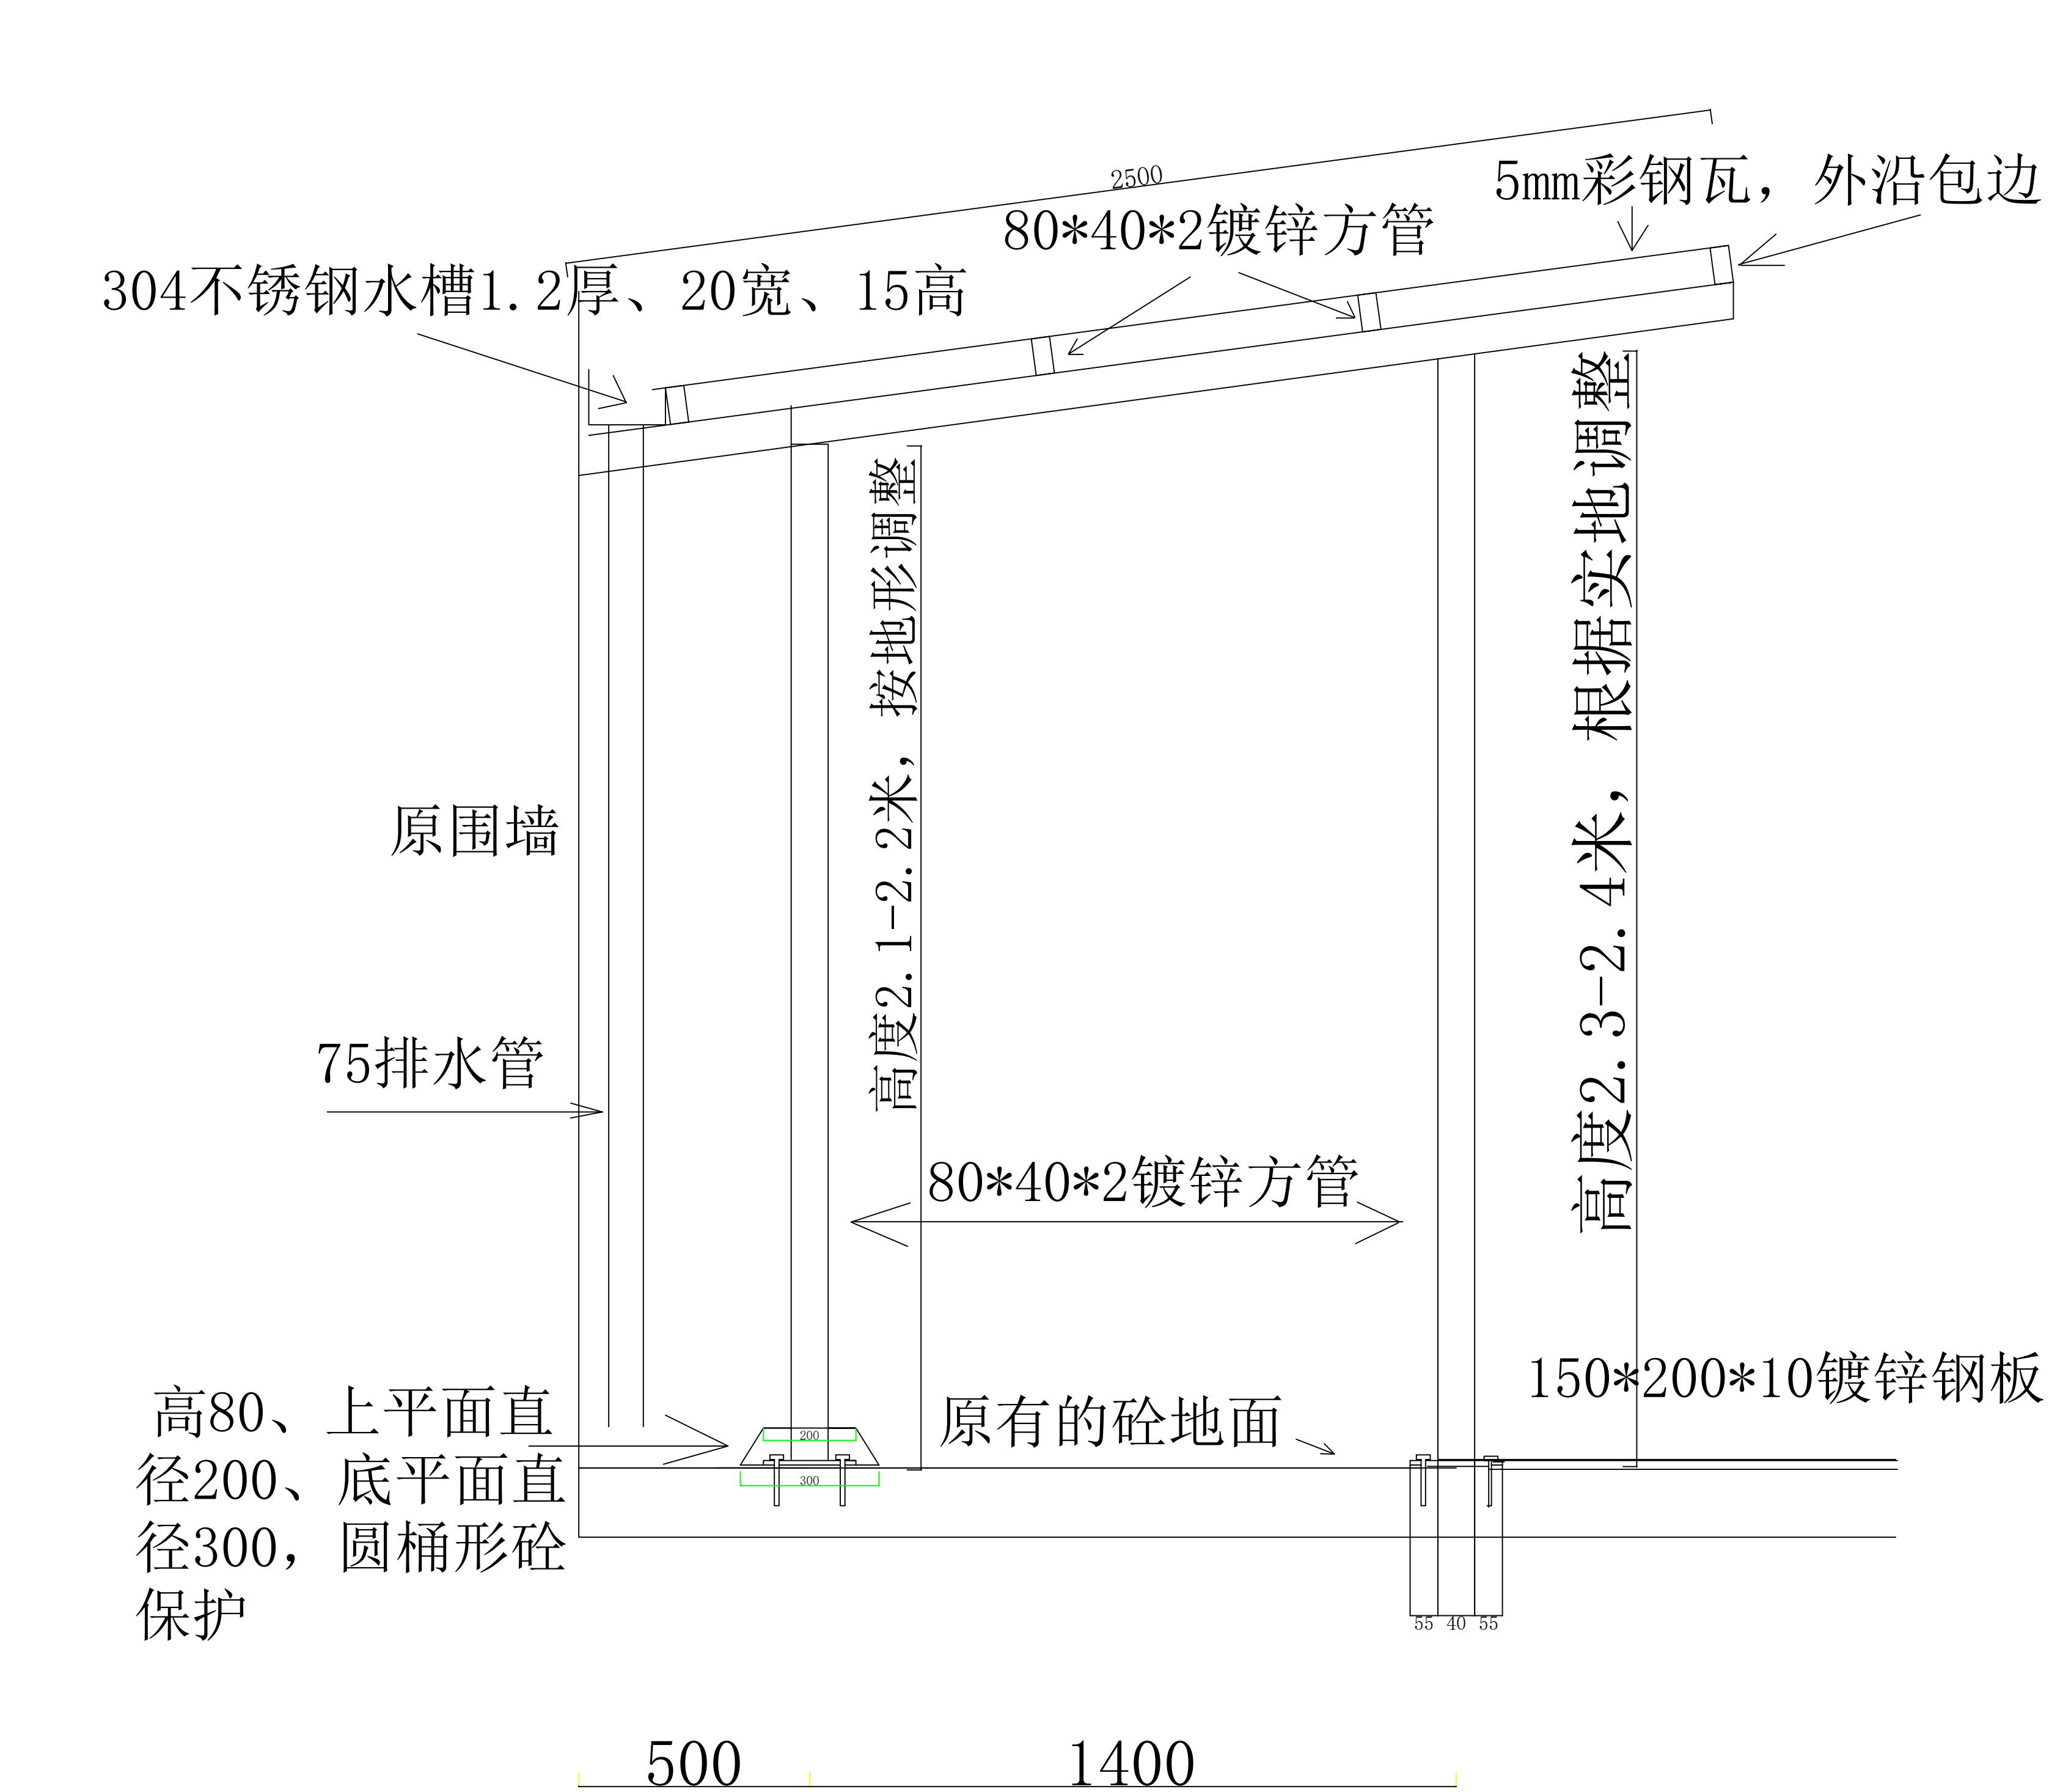 2500
5mm彩钢瓦，外沿包边
80*40*2镀锌方管
304不锈钢水槽1.2厚、20宽、15高
高度2.1-2.2米，按地形调整
高度2.3-2.4米，根据实地调整
原围墙
75排水管
80*40*2镀锌方管
150*200*10镀锌钢板
原有的砼地面
高80、上平面直
径200、底平面直
径300，圆桶形砼
保护
200
300
55 40 55
500 1400